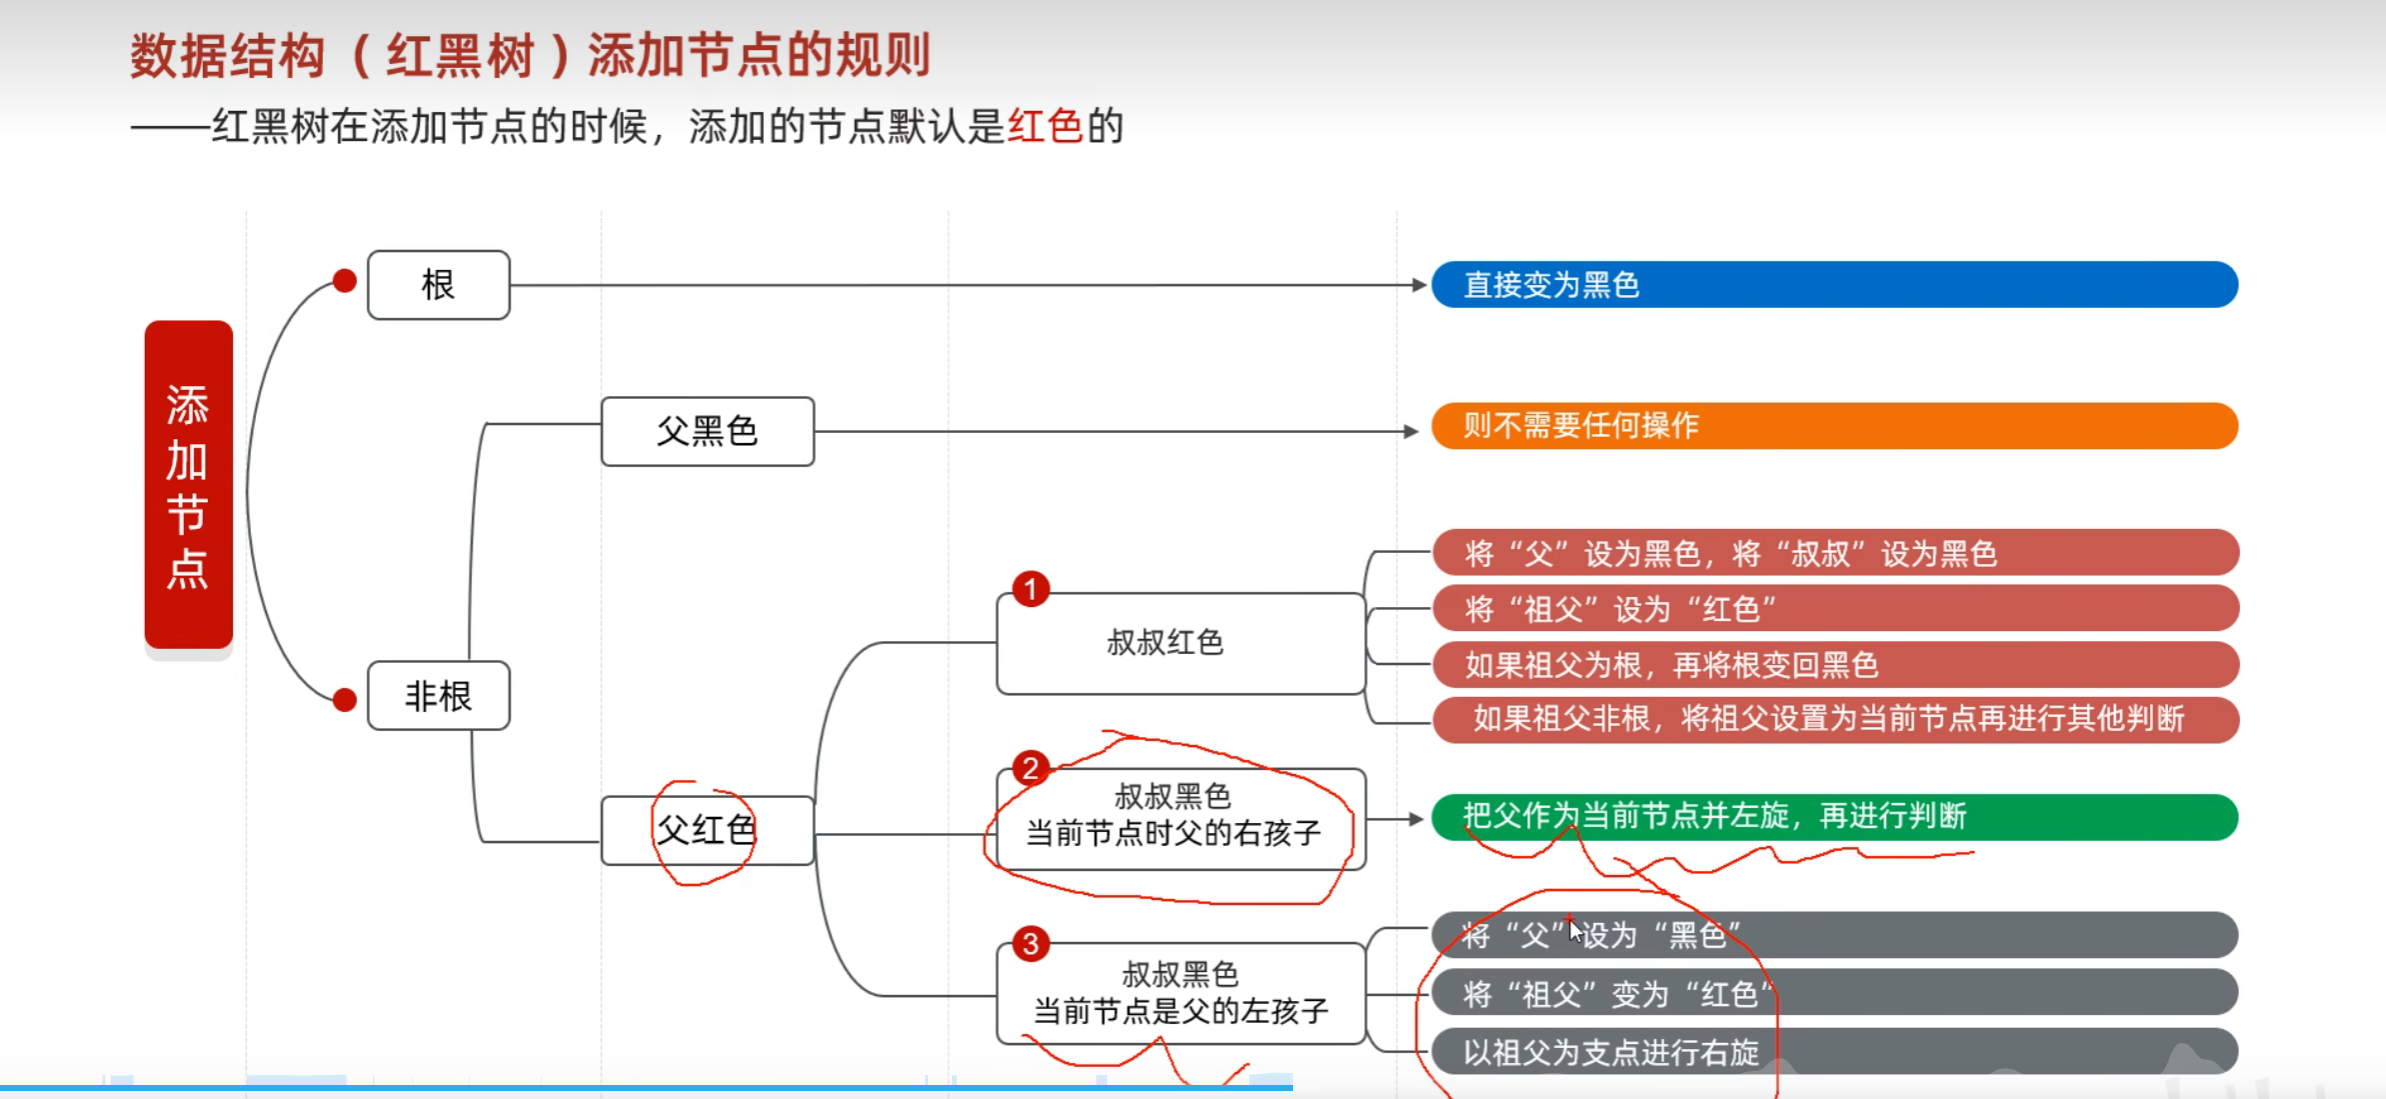 数据结构（红黑树）添加节点的规则
——红黑树在添加节点的时候，添加的节点默认是红色的
添加节点
根
直接变为黑色
非根
父黑色
则不需要任何操作
父红色
1
叔叔红色
将“父”设为黑色，将“叔叔”设为黑色
将“祖父”设为“红色”
如果祖父为根，再将根变回黑色
如果祖父非根，将祖父设置为当前节点再进行其他判断
2
叔叔黑色
当前节点时父的右孩子
把父作为当前节点并左旋，再进行判断
3
叔叔黑色
当前节点是父的左孩子
将“父”设为“黑色”
将“祖父”变为“红色”
以祖父为支点进行右旋